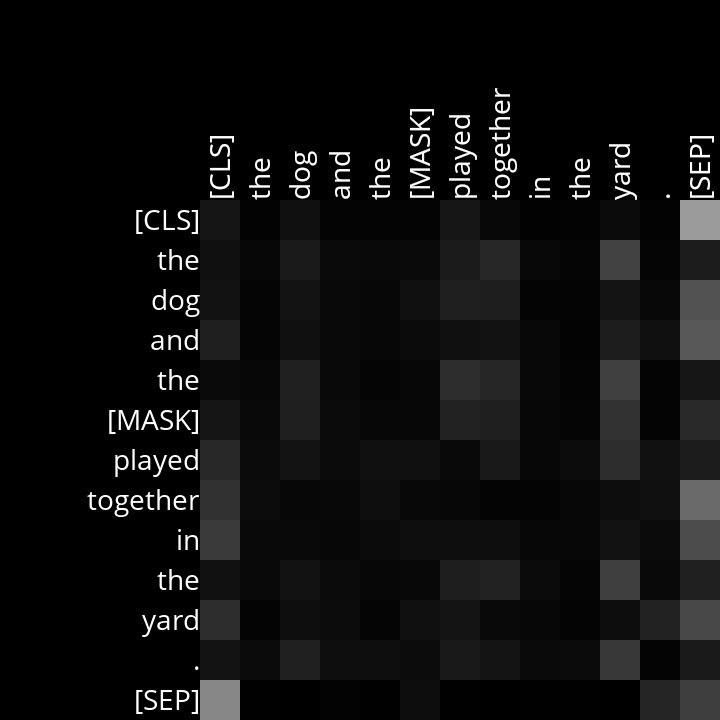 [CLS] the dog and the [MASK] played together in the yard . [SEP]
[CLS]
the
dog
and
the
[MASK]
played
together
in
the
yard
.
[SEP]